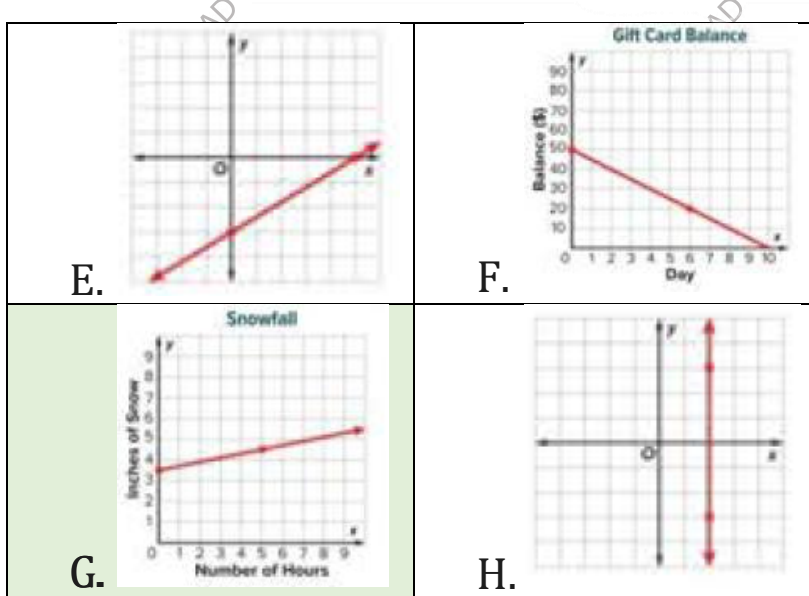 AD
AD
y
O
x
E.
Gift Card Balance
y
90
80
70
60
50
40
30
20
10
Balance ($)
0 1 2 3 4 5 6 7 8 9 10
x
Day
F.
Snowfall
y
9
8
7
6
5
4
3
2
1
Inches of Snow
0 1 2 3 4 5 6 7 8 9
x
Number of Hours
G.
y
O
x
H.